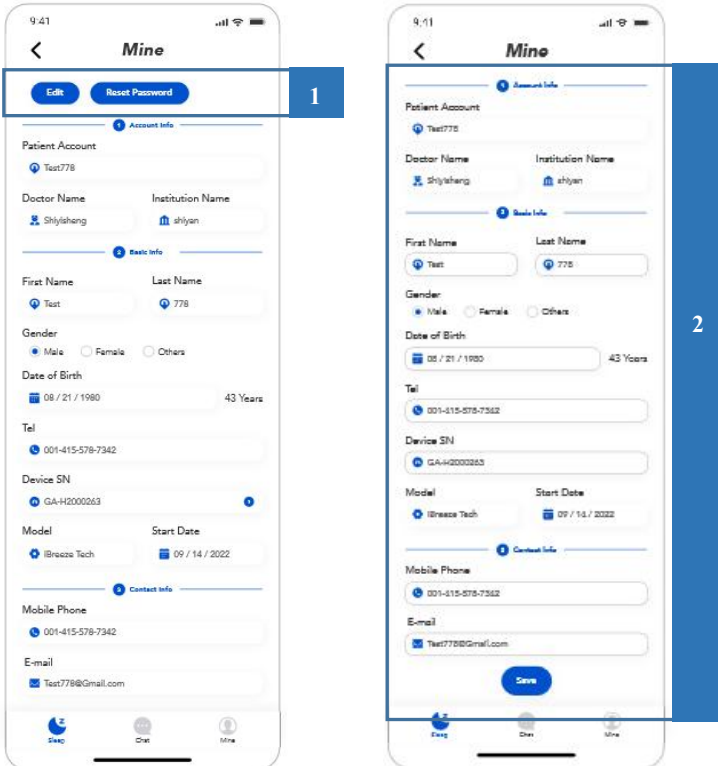 9:41
Mine
Edit Reset Password
1
1 Account Info
Patient Account
Test778
Doctor Name Institution Name
Shiyisheng shiyan
2 Basic Info
First Name Last Name
Test 778
Gender
Male Female Others
Date of Birth
08 / 21 / 1980 43 Years
Tel
001-415-578-7342
Device SN
GA-H2000263
Model Start Date
iBreeze Tech 09 / 14 / 2022
3 Contact Info
Mobile Phone
001-415-578-7342
E-mail
Test778@Gmail.com
Sleep Chat Mine
9:41
Mine
1 Account Info
Patient Account
Test778
Doctor Name Institution Name
Shiyisheng shiyan
2 Basic Info
First Name Last Name
Test 778
Gender
Male Female Others
Date of Birth
08 / 21 / 1980 43 Years
Tel
001-415-578-7342
Device SN
GA-H2000263
Model Start Date
iBreeze Tech 09 / 14 / 2022
3 Contact Info
Mobile Phone
001-415-578-7342
E-mail
Test778@Gmail.com
Save
Sleep Chat Mine
2